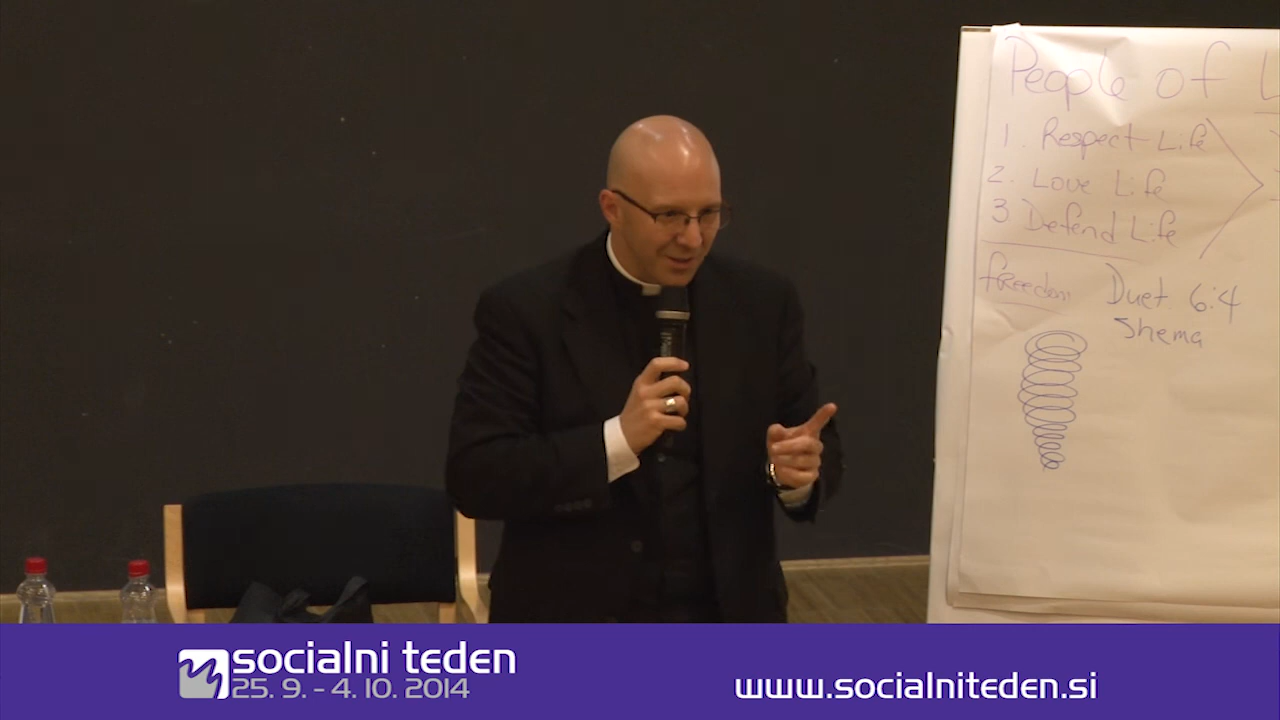 People of L
1. Respect Life
2. Love Life
3 Defend Life
freedom Duet. 6:4
Shema
socialni teden
25. 9. - 4. 10. 2014
www.socialniteden.si